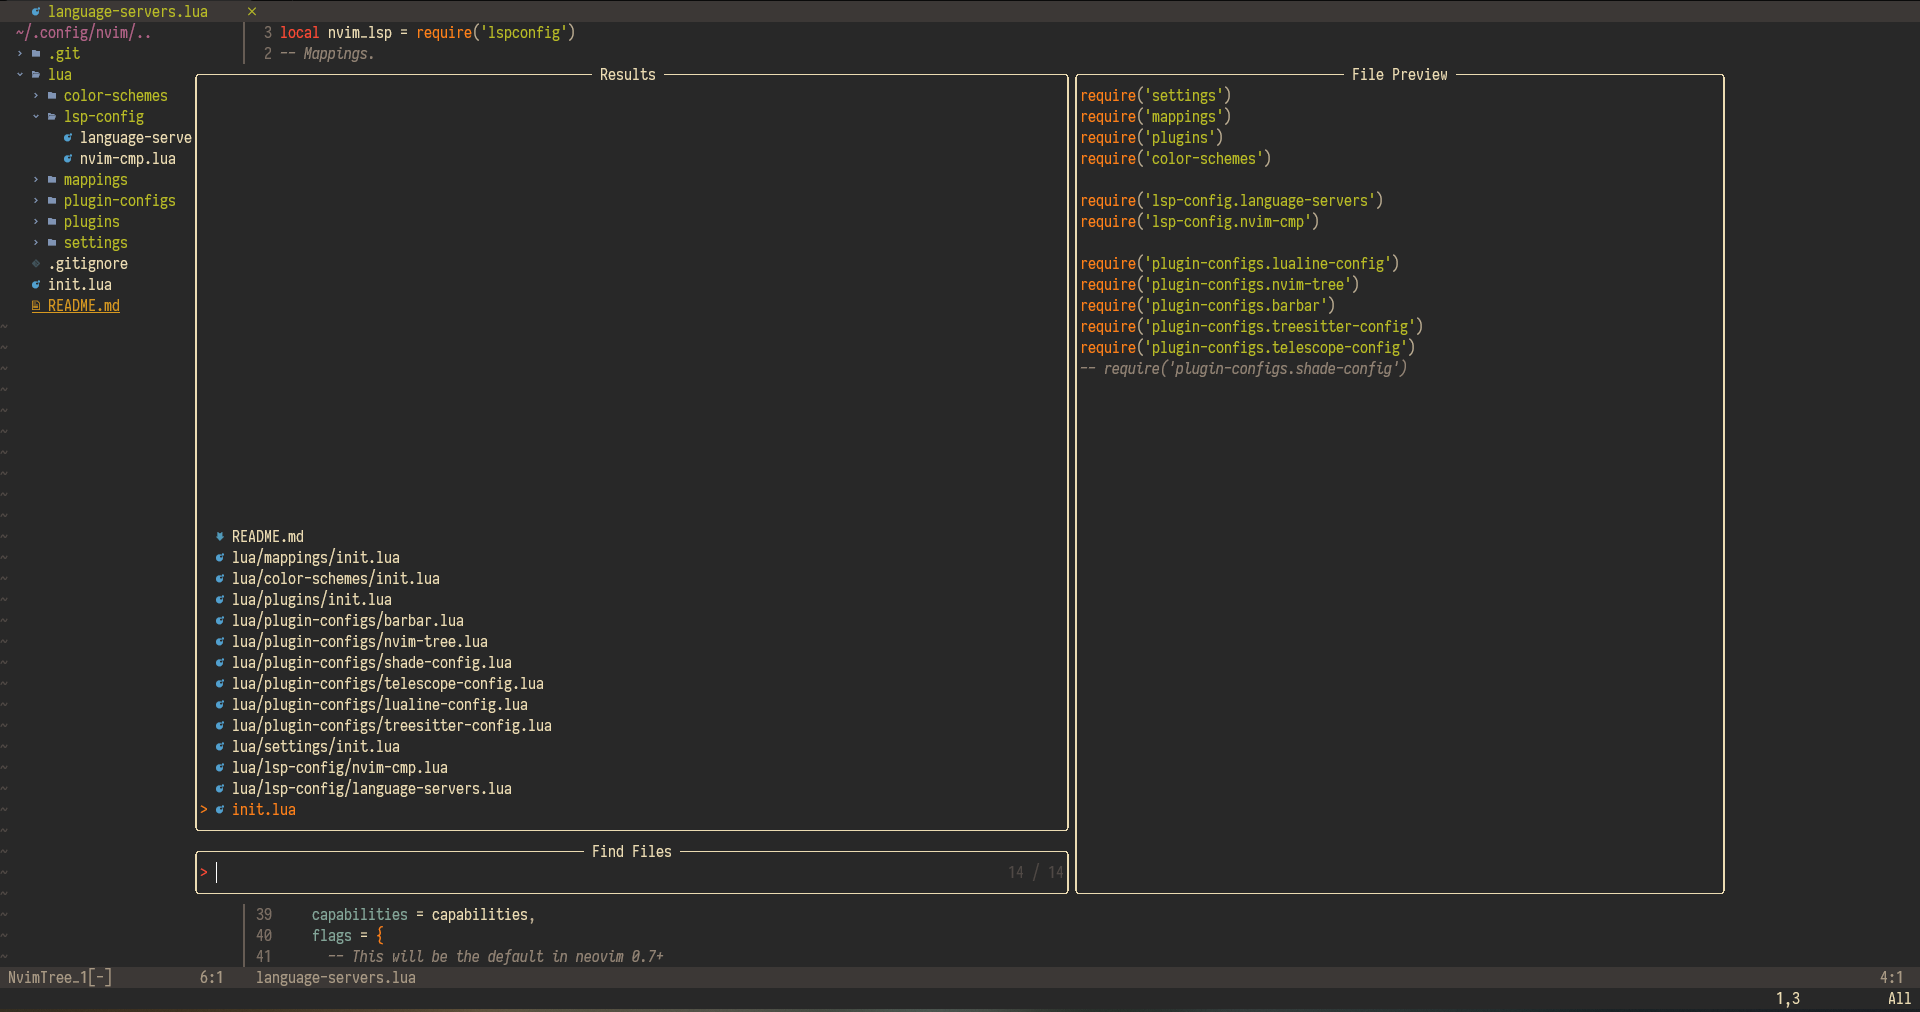 language-servers.lua ×
~/.config/nvim/..
› .git
⌄ lua
› color-schemes
⌄ lsp-config
language-serve
nvim-cmp.lua
› mappings
› plugin-configs
› plugins
› settings
.gitignore
init.lua
README.md
3 local nvim_lsp = require('lspconfig')
2 -- Mappings.
Results
README.md
lua/mappings/init.lua
lua/color-schemes/init.lua
lua/plugins/init.lua
lua/plugin-configs/barbar.lua
lua/plugin-configs/nvim-tree.lua
lua/plugin-configs/shade-config.lua
lua/plugin-configs/telescope-config.lua
lua/plugin-configs/lualine-config.lua
lua/plugin-configs/treesitter-config.lua
lua/settings/init.lua
lua/lsp-config/nvim-cmp.lua
lua/lsp-config/language-servers.lua
> init.lua
Find Files
> 14 / 14
File Preview
require('settings')
require('mappings')
require('plugins')
require('color-schemes')
require('lsp-config.language-servers')
require('lsp-config.nvim-cmp')
require('plugin-configs.lualine-config')
require('plugin-configs.nvim-tree')
require('plugin-configs.barbar')
require('plugin-configs.treesitter-config')
require('plugin-configs.telescope-config')
-- require('plugin-configs.shade-config')
39 capabilities = capabilities,
40 flags = {
41 -- This will be the default in neovim 0.7+
NvimTree_1[-] 6:1 language-servers.lua 4:1
1,3 All